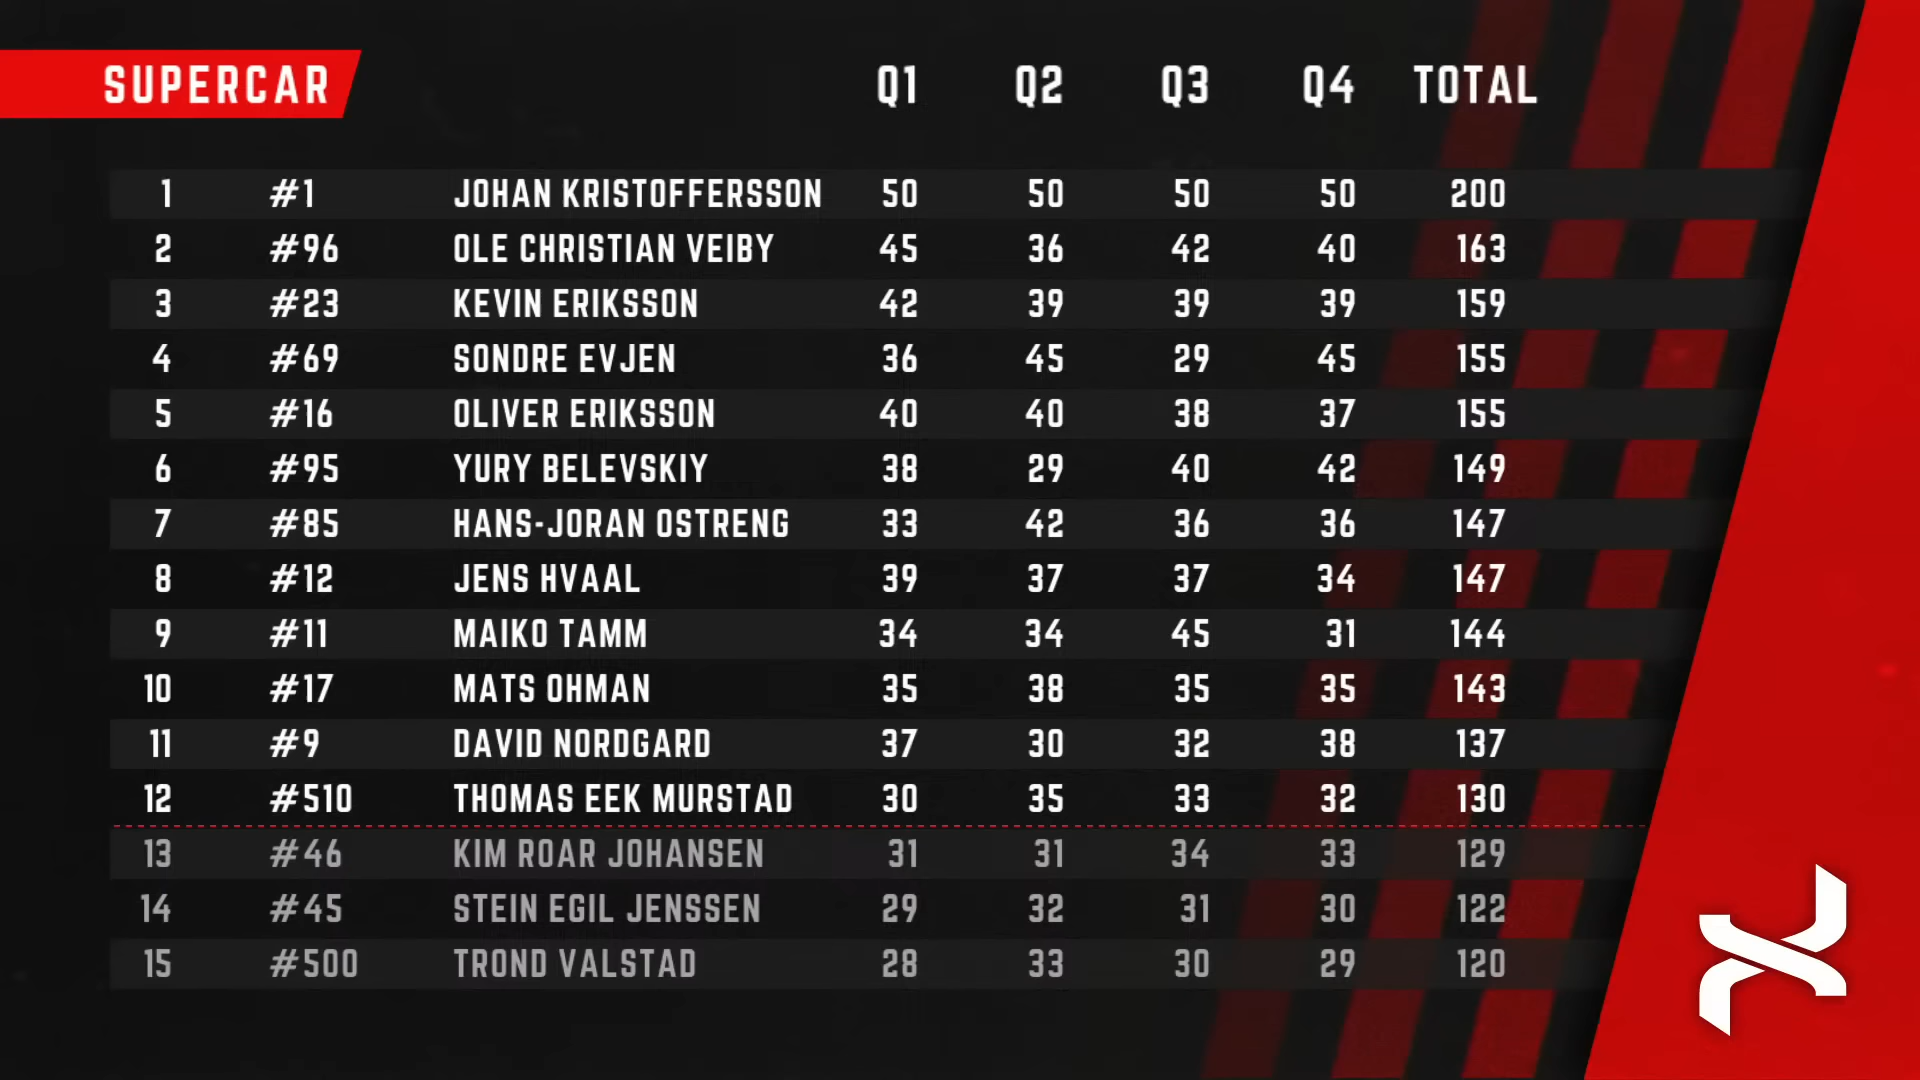 SUPERCAR Q1 Q2 Q3 Q4 TOTAL
1 #1 JOHAN KRISTOFFERSSON 50 50 50 50 200
2 #96 OLE CHRISTIAN VEIBY 45 36 42 40 163
3 #23 KEVIN ERIKSSON 42 39 39 39 159
4 #69 SONDRE EVJEN 36 45 29 45 155
5 #16 OLIVER ERIKSSON 40 40 38 37 155
6 #95 YURY BELEVSKIY 38 29 40 42 149
7 #85 HANS-JORAN OSTRENG 33 42 36 36 147
8 #12 JENS HVAAL 39 37 37 34 147
9 #11 MAIKO TAMM 34 34 45 31 144
10 #17 MATS OHMAN 35 38 35 35 143
11 #9 DAVID NORDGARD 37 30 32 38 137
12 #510 THOMAS EEK MURSTAD 30 35 33 32 130
13 #46 KIM ROAR JOHANSEN 31 31 34 33 129
14 #45 STEIN EGIL JENSSEN 29 32 31 30 122
15 #500 TROND VALSTAD 28 33 30 29 120